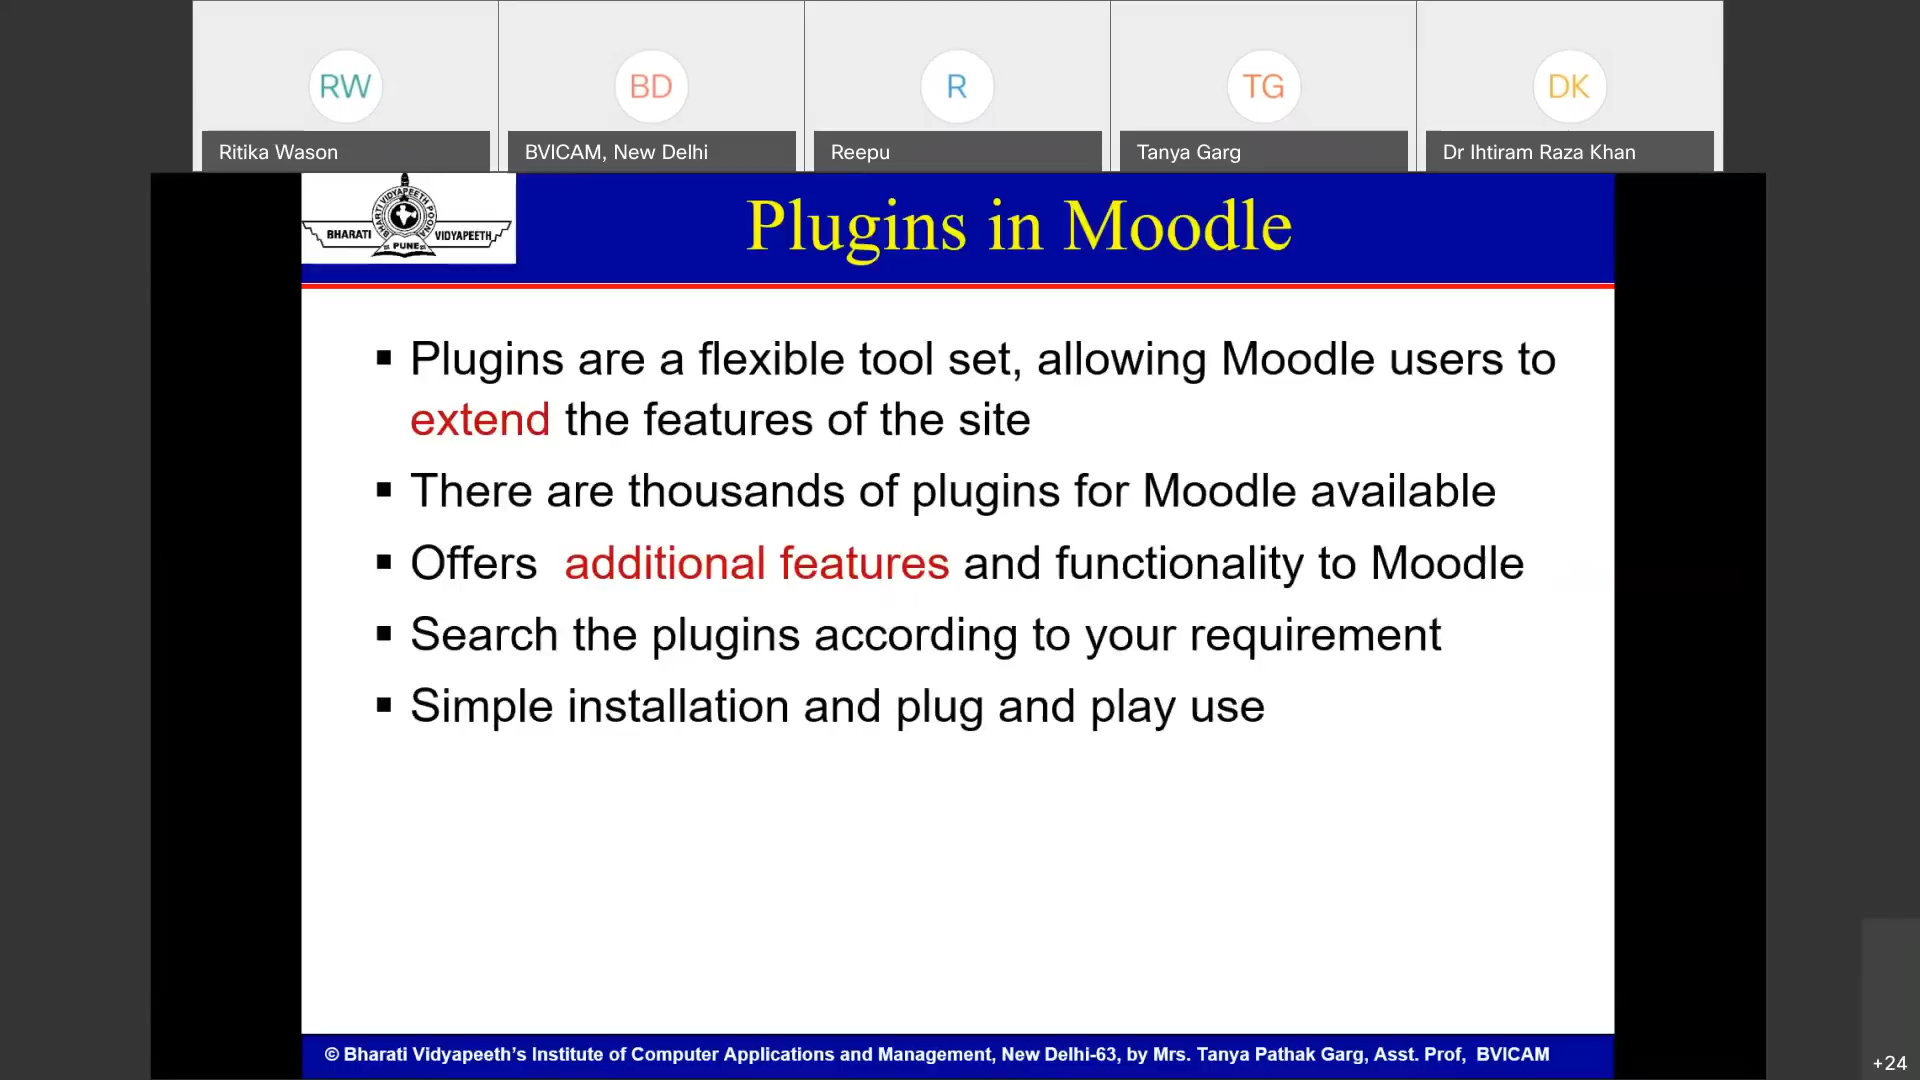 RW
BD
R
TG
DK
Ritika Wason
BVICAM, New Delhi
Reepu
Tanya Garg
Dr Ihtiram Raza Khan
BHARATI VIDYAPEETH POONA
BHARATI
VIDYAPEETH
PUNE
Plugins in Moodle
▪ Plugins are a flexible tool set, allowing Moodle users to
extend the features of the site
▪ There are thousands of plugins for Moodle available
▪ Offers additional features and functionality to Moodle
▪ Search the plugins according to your requirement
▪ Simple installation and plug and play use
© Bharati Vidyapeeth’s Institute of Computer Applications and Management, New Delhi-63, by Mrs. Tanya Pathak Garg, Asst. Prof, BVICAM
+24